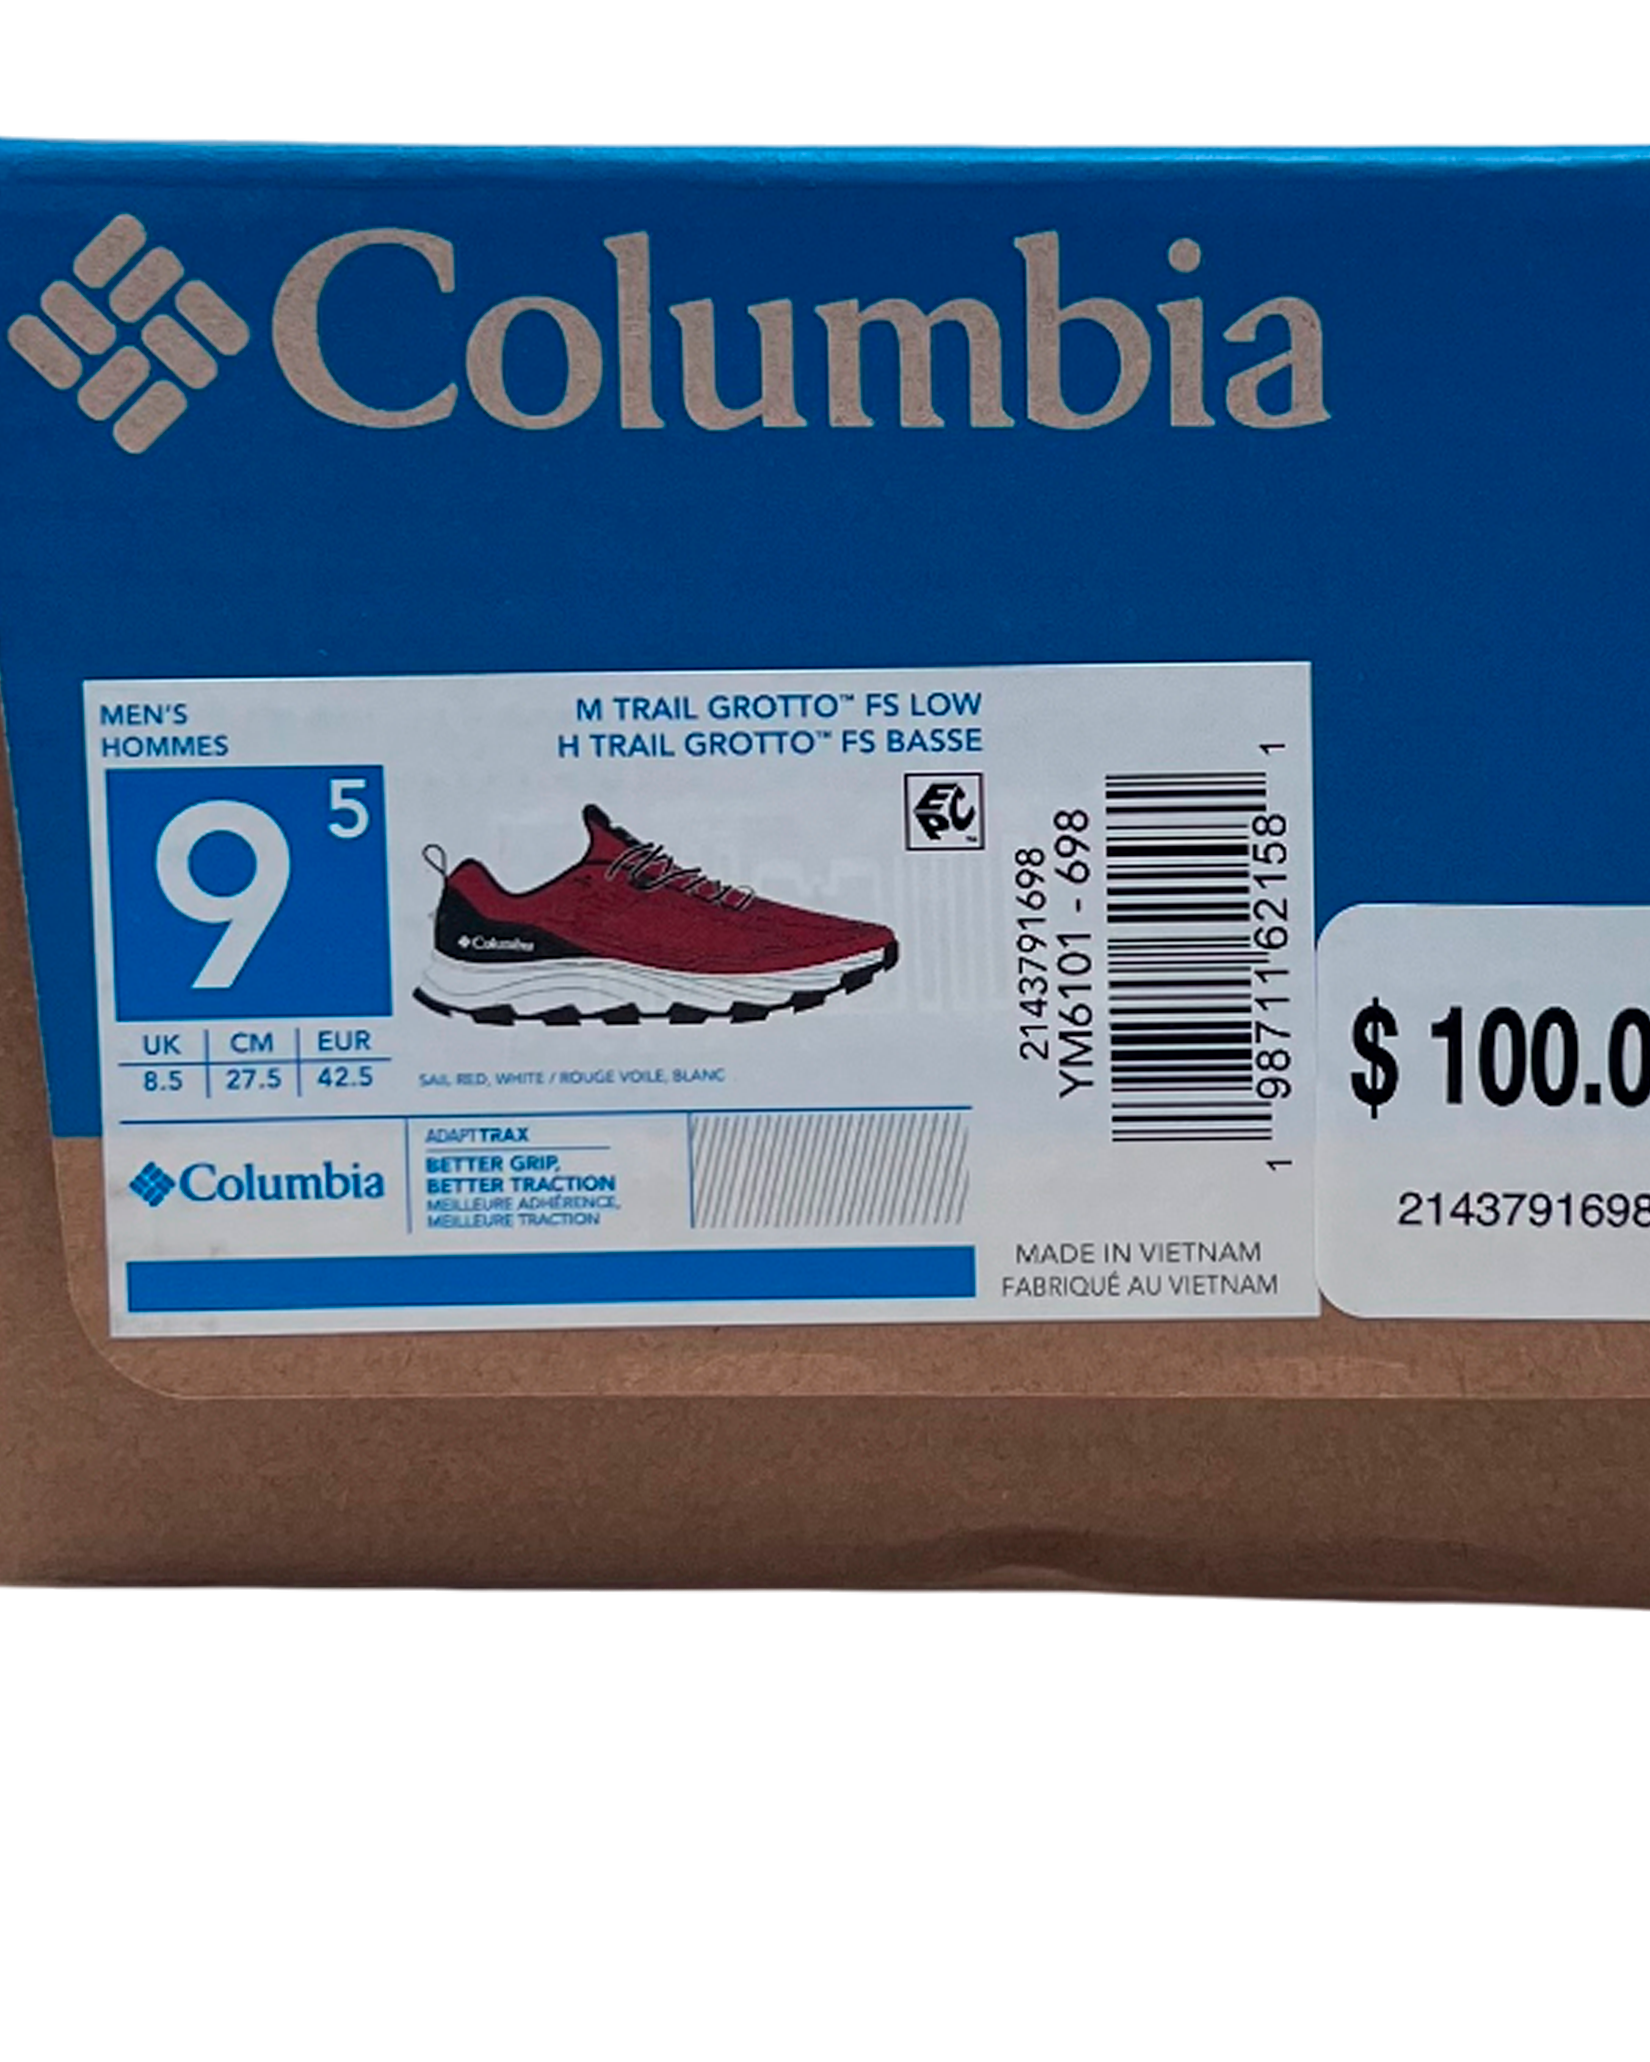 Columbia
MEN'S
HOMMES
M TRAIL GROTTO™ FS LOW
H TRAIL GROTTO™ FS BASSE
9 5
EPC™
Columbia
UK CM EUR
8.5 27.5 42.5
SAIL RED, WHITE / ROUGE VOILE, BLANC
Columbia
ADAPTTRAX
BETTER GRIP,
BETTER TRACTION
MEILLEURE ADHÉRENCE,
MEILLEURE TRACTION
2143791698
YM6101 - 698
1 98711 62158 1
MADE IN VIETNAM
FABRIQUÉ AU VIETNAM
$ 100.0
2143791698